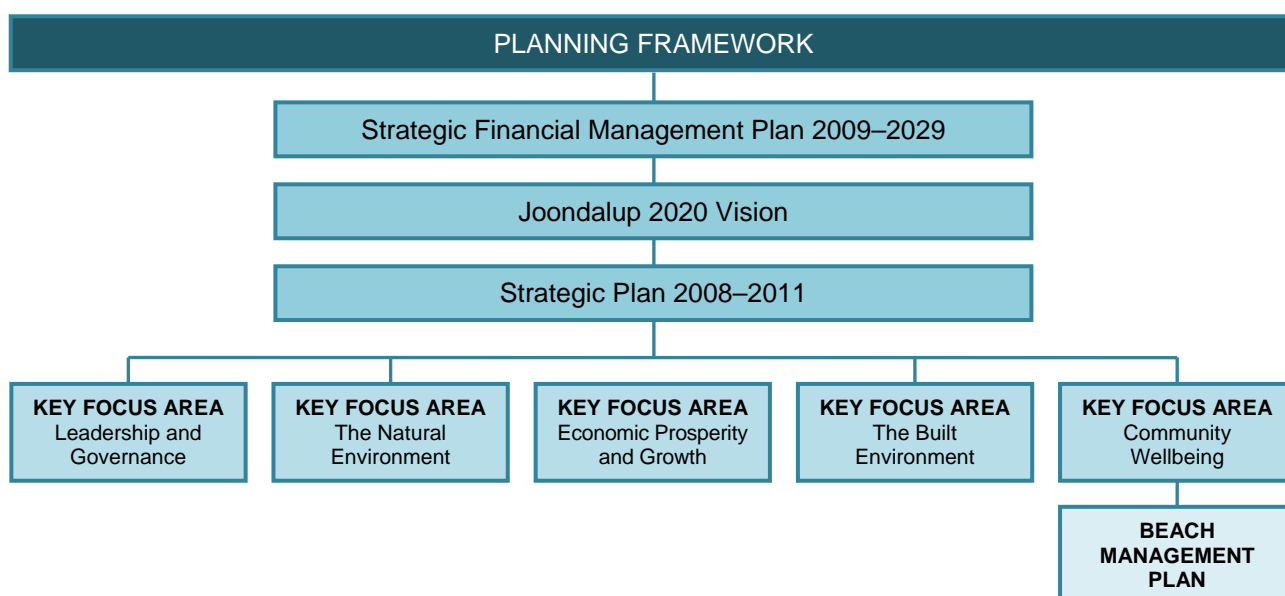 PLANNING FRAMEWORK
Strategic Financial Management Plan 2009–2029
Joondalup 2020 Vision
Strategic Plan 2008–2011
KEY FOCUS AREA
Leadership and
Governance
KEY FOCUS AREA
The Natural
Environment
KEY FOCUS AREA
Economic Prosperity
and Growth
KEY FOCUS AREA
The Built
Environment
KEY FOCUS AREA
Community
Wellbeing
BEACH
MANAGEMENT
PLAN